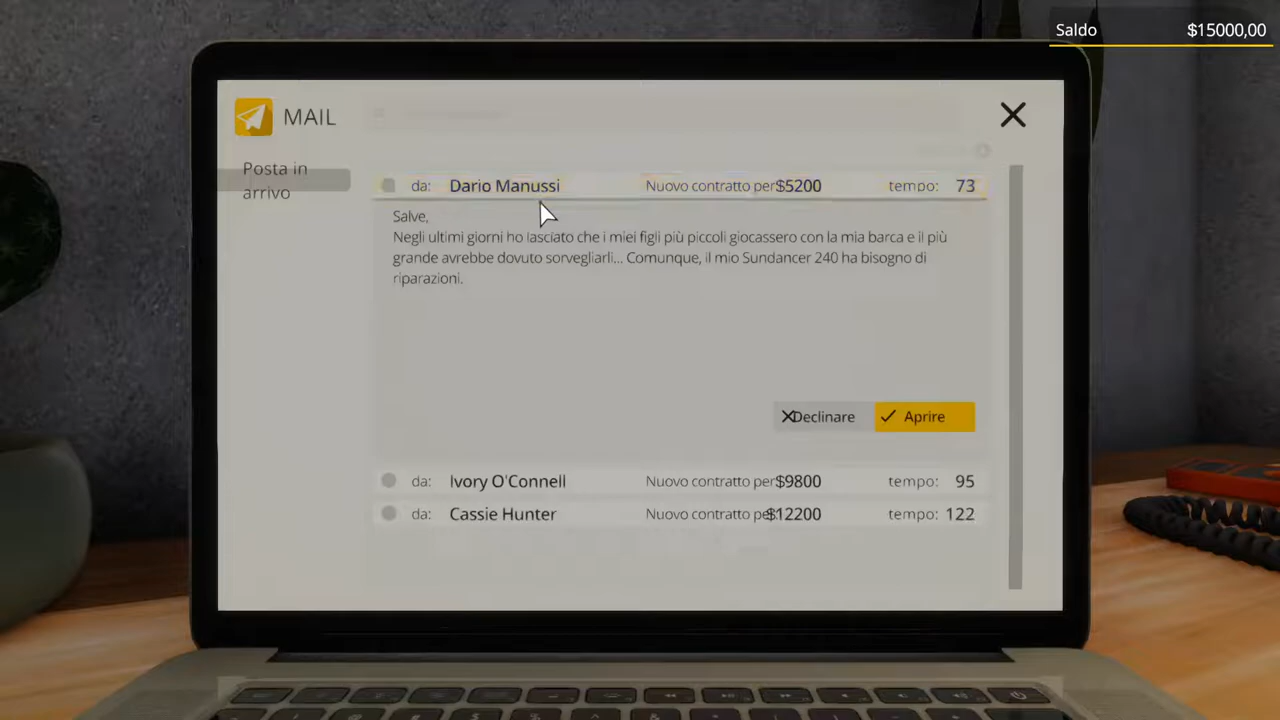 Saldo $15000,00
MAIL
Posta in
arrivo
da: Dario Manussi Nuovo contratto per$5200 tempo: 73
Salve,
Negli ultimi giorni ho lasciato che i miei figli più piccoli giocassero con la mia barca e il più
grande avrebbe dovuto sorvegliarli... Comunque, il mio Sundancer 240 ha bisogno di
riparazioni.
Declinare Aprire
da: Ivory O'Connell Nuovo contratto per$9800 tempo: 95
da: Cassie Hunter Nuovo contratto per$12200 tempo: 122